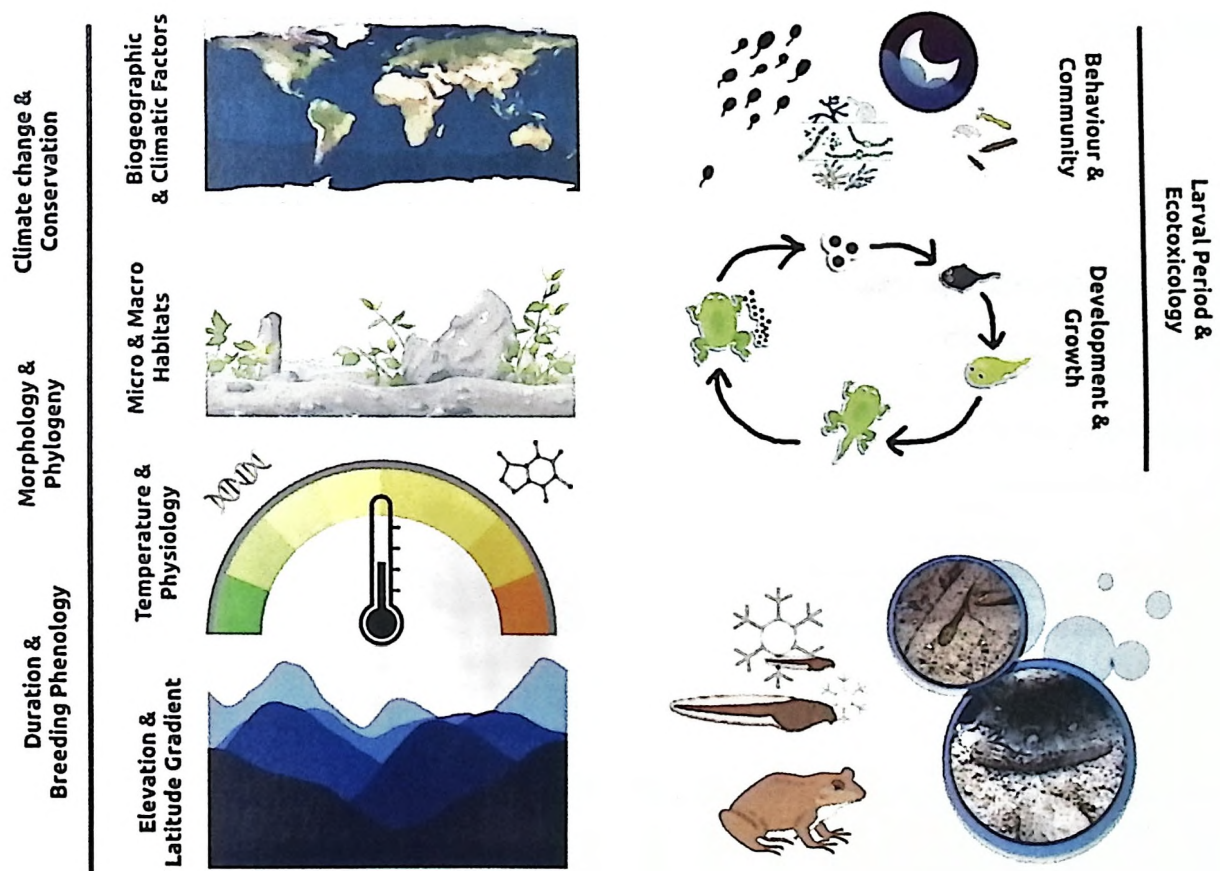 Duration &
Breeding Phenology
Morphology &
Phylogeny
Climate change &
Conservation
Elevation &
Latitude Gradient
Temperature &
Physiology
Micro & Macro
Habitats
Biogeographic
& Climatic Factors
Larval Period &
Ecotoxicology
Behaviour &
Community
Development &
Growth